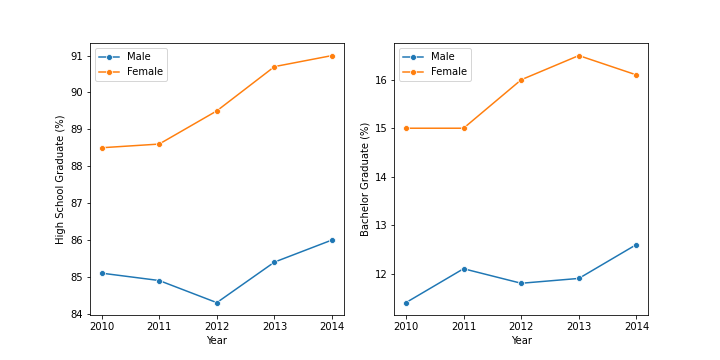 Male
Female
91
90
89
88
87
86
85
84
High School Graduate (%)
2010 2011 2012 2013 2014
Year
Male
Female
16
15
14
13
12
Bachelor Graduate (%)
2010 2011 2012 2013 2014
Year